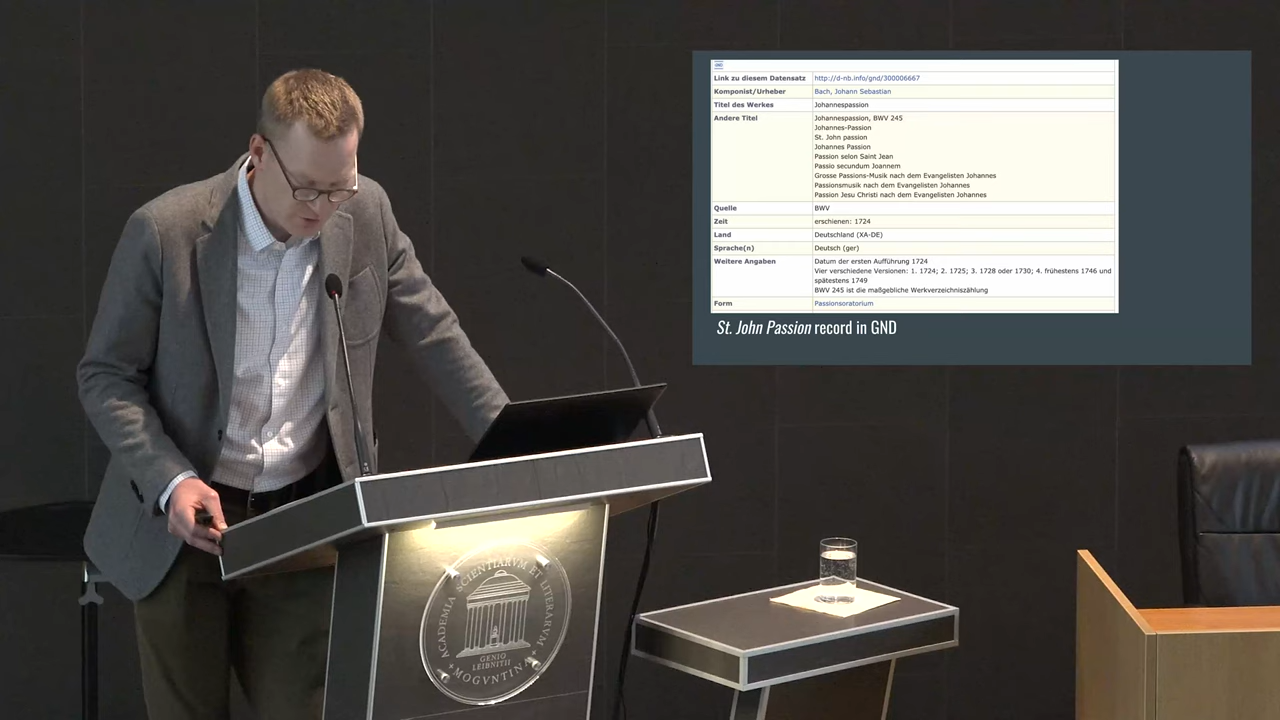 Link zu diesem Datensatz http://d-nb.info/gnd/300006667
Komponist/Urheber Bach, Johann Sebastian
Titel des Werkes Johannespassion
Andere Titel Johannespassion, BWV 245
Johannes-Passion
St. John passion
Johannes Passion
Passion selon Saint Jean
Passio secundum Joannem
Grosse Passions-Musik nach dem Evangelisten Johannes
Passionsmusik nach dem Evangelisten Johannes
Passion Jesu Christi nach dem Evangelisten Johannes
Quelle BWV
Zeit erschienen: 1724
Land Deutschland (XA-DE)
Sprache(n) Deutsch (ger)
Weitere Angaben Datum der ersten Aufführung 1724
Vier verschiedene Versionen: 1. 1724; 2. 1725; 3. 1728 oder 1730; 4. frühestens 1746 und
spätestens 1749
BWV 245 ist die maßgebliche Werkverzeichniszählung
Form Passionsoratorium
St. John Passion record in GND
ACADEMIA SCIENTIARVM ET LITERARVM
GENIO
LEIBNITII
MOGVNTIN